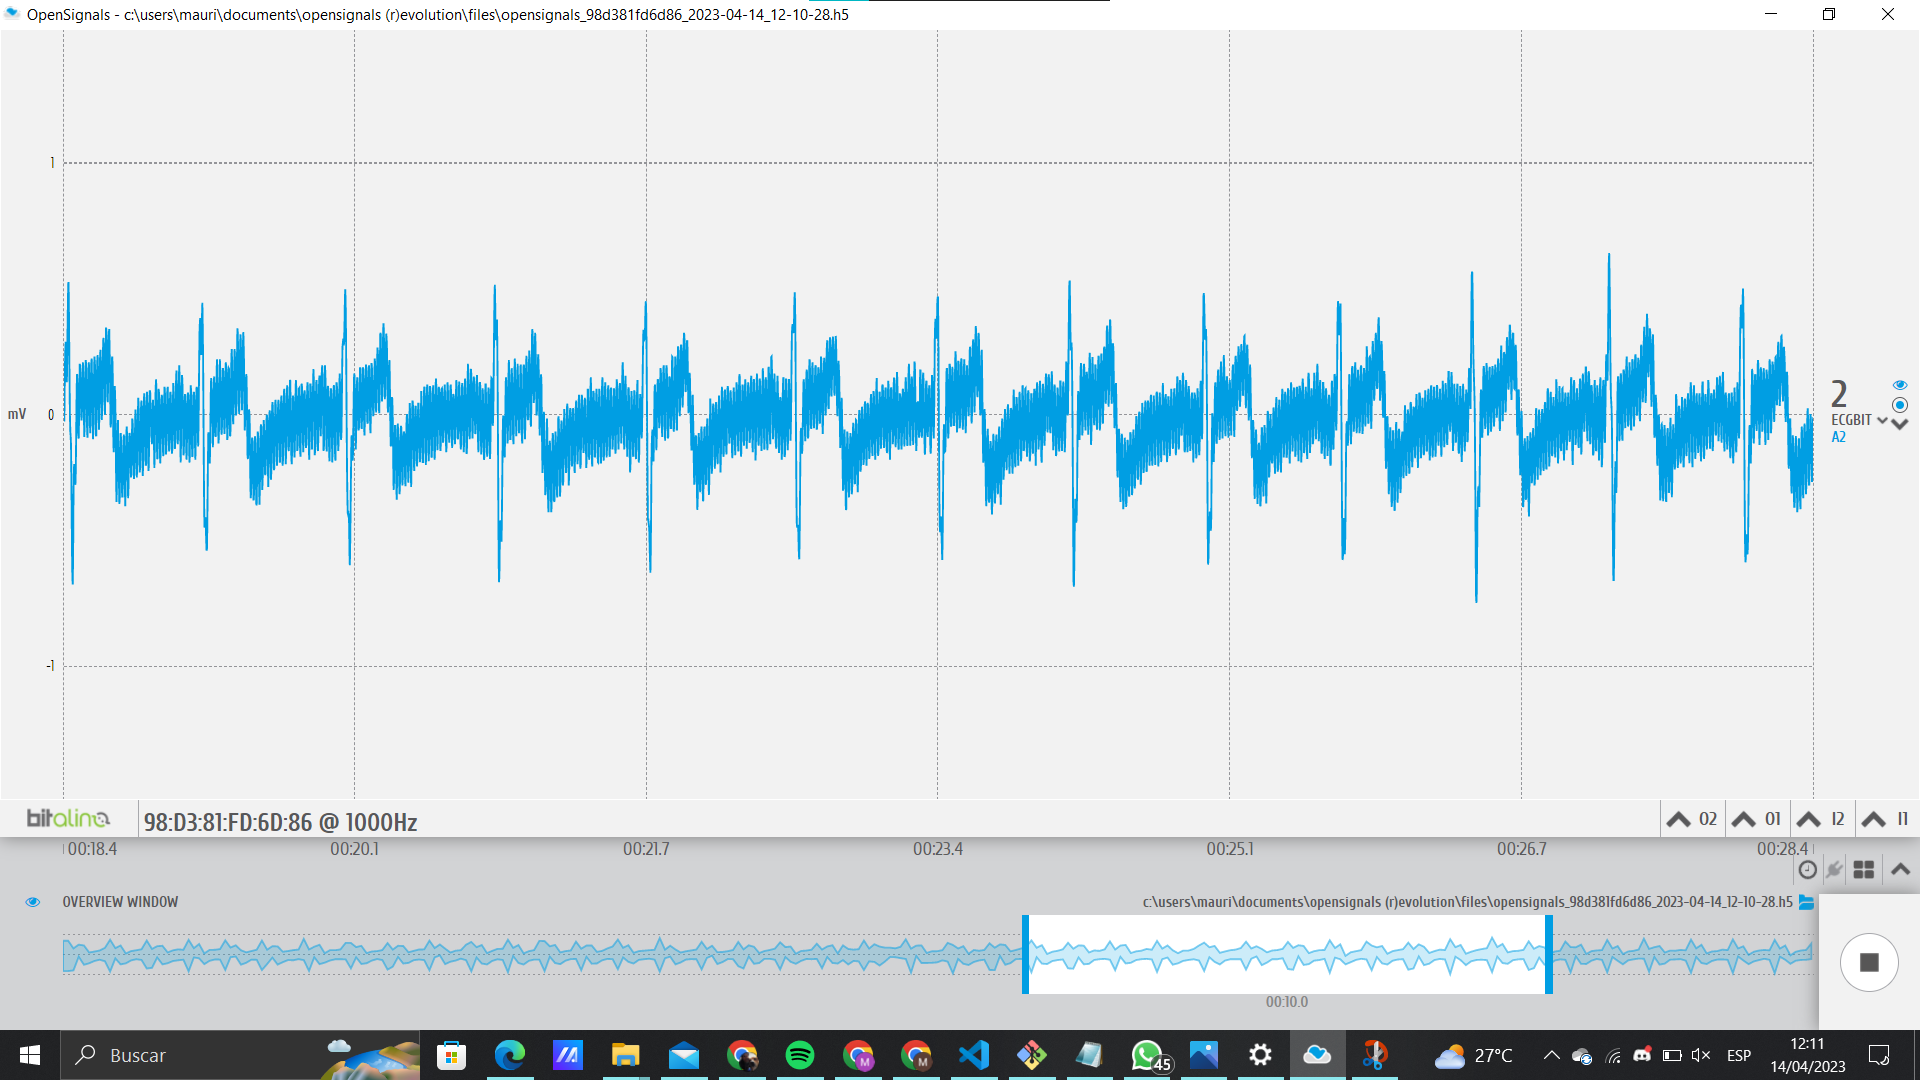 OpenSignals - c:\users\mauri\documents\opensignals (r)evolution\files\opensignals_98d381fd6d86_2023-04-14_12-10-28.h5
1
mV 0
-1
2
ECGBIT
A2
bitalino 98:D3:81:FD:6D:86 @ 1000Hz O2 O1 I2 I1
00:18.4 00:20.1 00:21.7 00:23.4 00:25.1 00:26.7 00:28.4
OVERVIEW WINDOW c:\users\mauri\documents\opensignals (r)evolution\files\opensignals_98d381fd6d86_2023-04-14_12-10-28.h5
00:10.0
Buscar M M 45 27°C ESP 12:11
14/04/2023